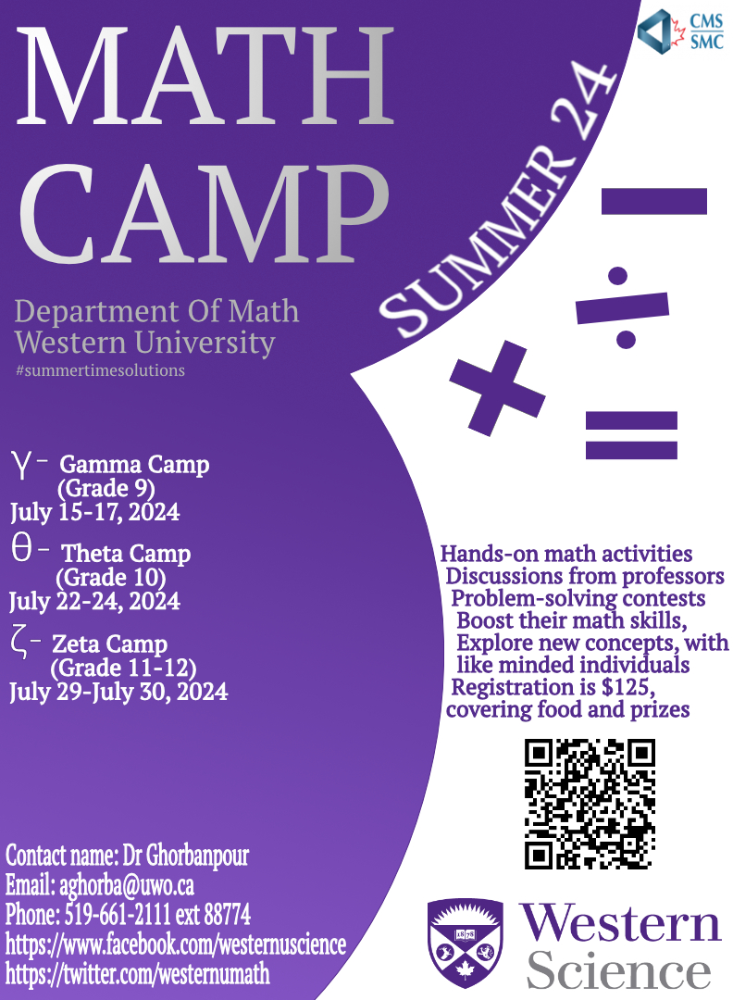 MATH
CAMP
SUMMER 24
CMS
SMC
Department Of Math
Western University
#summertimesolutions
γ- Gamma Camp
(Grade 9)
July 15-17, 2024
θ- Theta Camp
(Grade 10)
July 22-24, 2024
ζ- Zeta Camp
(Grade 11-12)
July 29-July 30, 2024
Hands-on math activities
Discussions from professors
Problem-solving contests
Boost their math skills,
Explore new concepts, with
like minded individuals
Registration is $125,
covering food and prizes
Contact name: Dr Ghorbanpour
Email: aghorba@uwo.ca
Phone: 519-661-2111 ext 88774
https://www.facebook.com/westernuscience
https://twitter.com/westernumath
1878
Western
Science